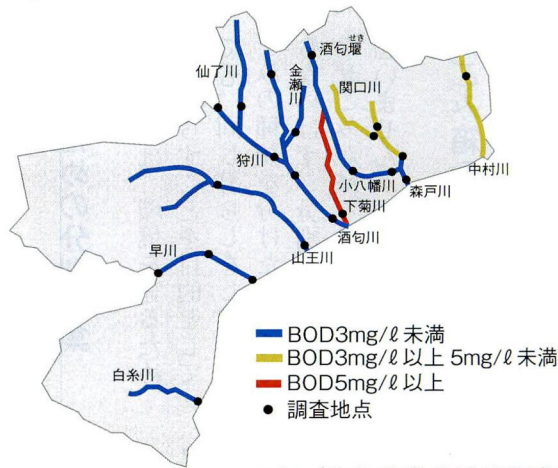 せき
酒匂堰
仙了川
金瀬川
関口川
狩川
中村川
小八幡川
森戸川
下菊川
酒匂川
早川
山王川
白糸川
BOD3mg/ℓ未満
BOD3mg/ℓ以上 5mg/ℓ未満
BOD5mg/ℓ以上
調査地点